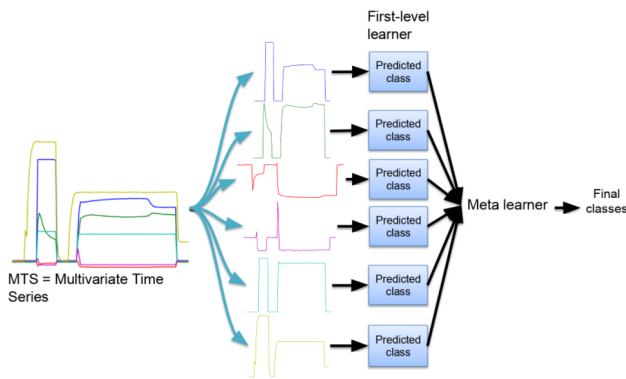 First-level
learner
Predicted
class
Predicted
class
Predicted
class
Predicted
class
Predicted
class
Predicted
class
Meta learner
Final
classes
MTS = Multivariate Time
Series